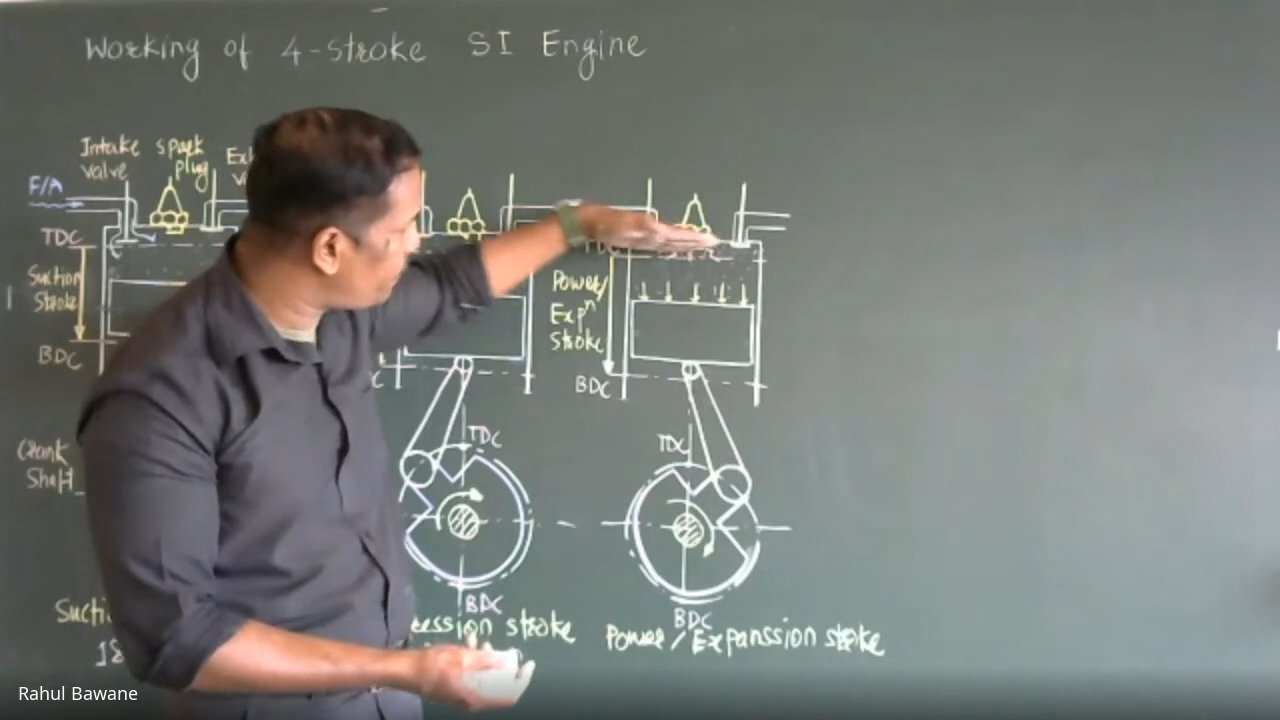 Working of 4-stroke SI Engine
Intake
valve
spark
plug
F/A
TDC
Suction
Stroke
BDC
Crank
Shaft
TDC
BDC
stroke
Power/
Expⁿ
stroke
BDC
TDC
BDC
Power/Expanssion stroke
Rahul Bawane